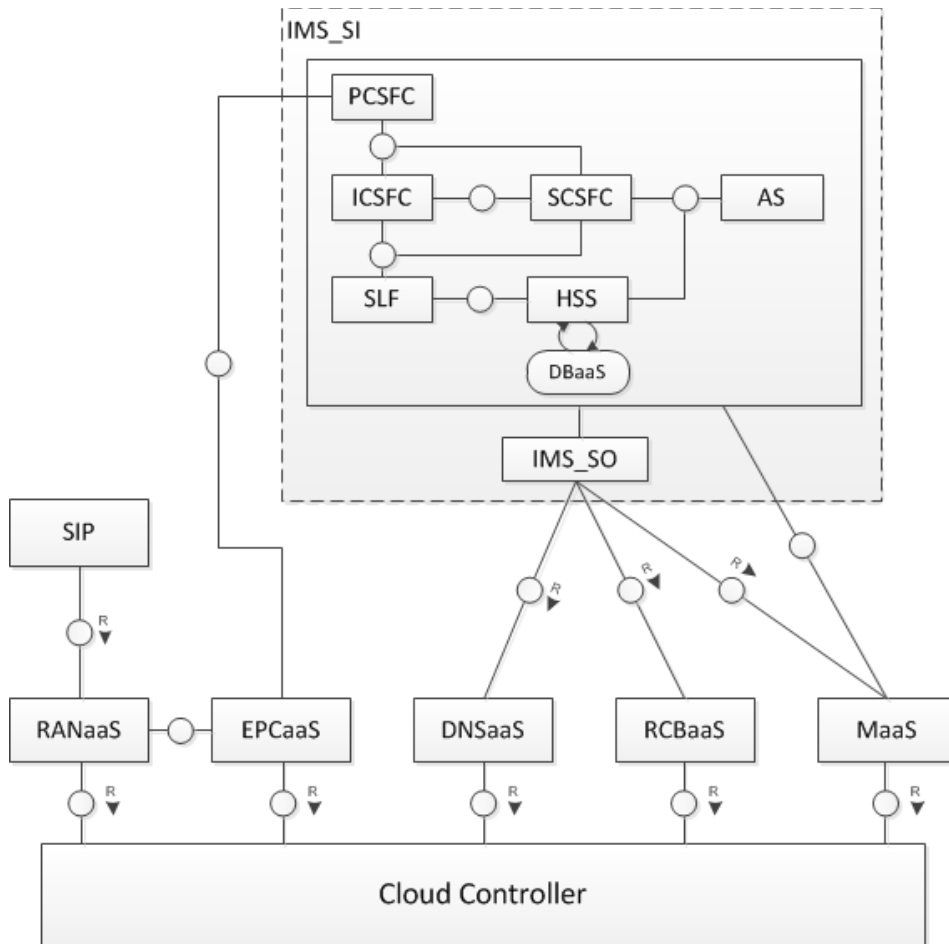 IMS_SI
PCSFC
ICSFC
SCSFC
AS
SLF
HSS
DBaaS
IMS_SO
SIP
R
R
R
R
RANaaS
EPCaaS
DNSaaS
RCBaaS
MaaS
R
R
R
R
R
Cloud Controller